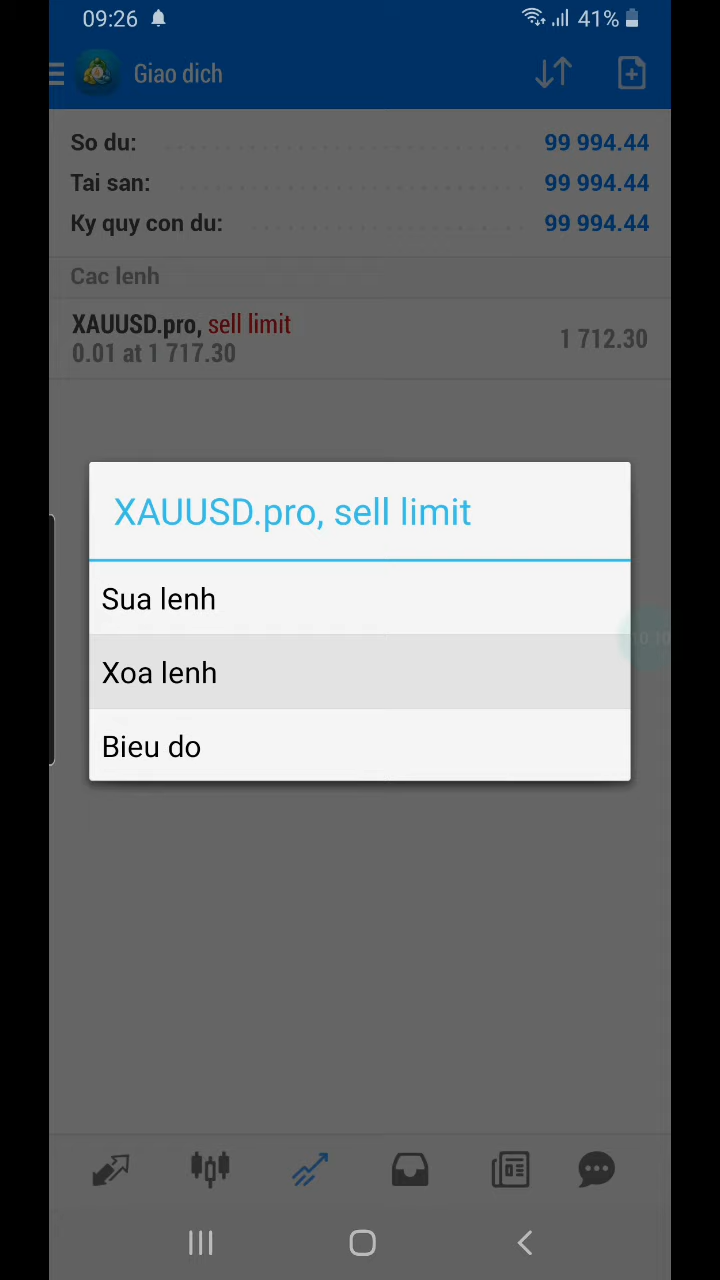 09:26 41%
Giao dich
So du: 99 994.44
Tai san: 99 994.44
Ky quy con du: 99 994.44
Cac lenh
XAUUSD.pro, sell limit
0.01 at 1 717.30 1 712.30
XAUUSD.pro, sell limit
Sua lenh
Xoa lenh
Bieu do